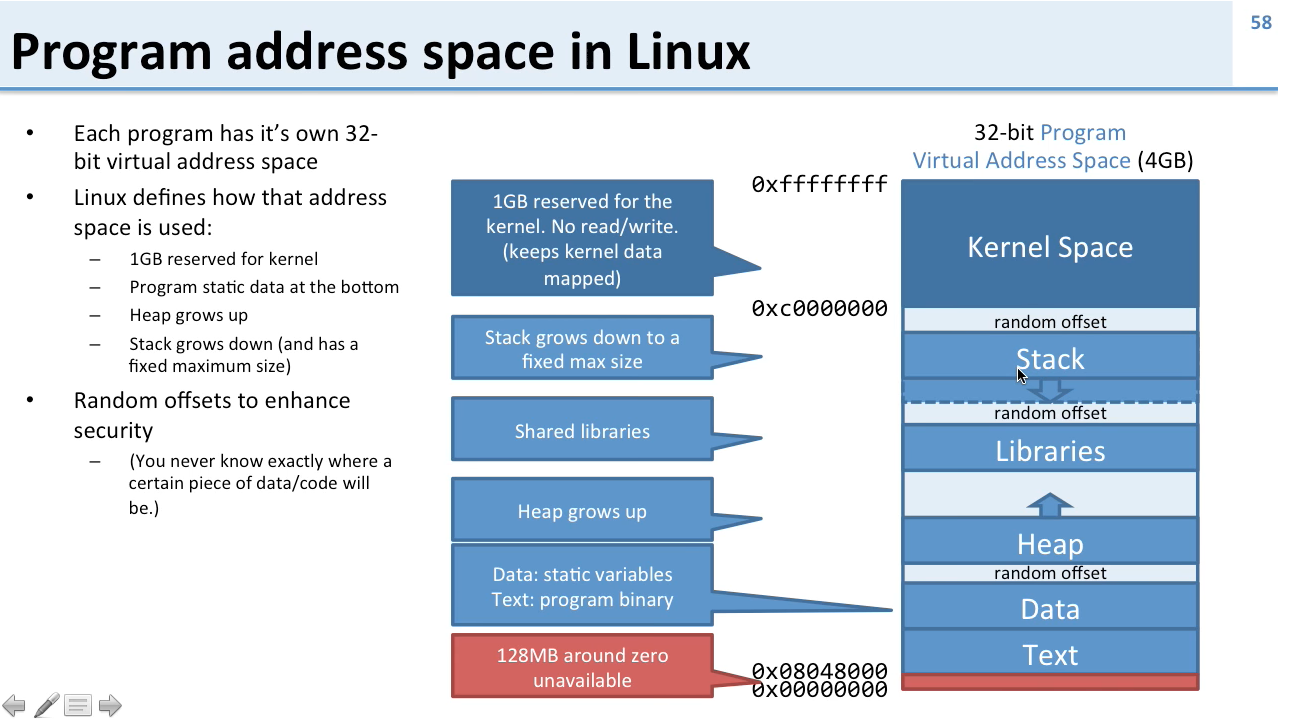 58
Program address space in Linux
• Each program has it's own 32-
bit virtual address space
• Linux defines how that address
space is used:
– 1GB reserved for kernel
– Program static data at the bottom
– Heap grows up
– Stack grows down (and has a
fixed maximum size)
• Random offsets to enhance
security
– (You never know exactly where a
certain piece of data/code will
be.)
1GB reserved for the
kernel. No read/write.
(keeps kernel data
mapped)
Stack grows down to a
fixed max size
Shared libraries
Heap grows up
Data: static variables
Text: program binary
128MB around zero
unavailable
0xffffffff
0xc0000000
0x08048000
0x00000000
32-bit Program
Virtual Address Space (4GB)
Kernel Space
random offset
Stack
random offset
Libraries
Heap
random offset
Data
Text